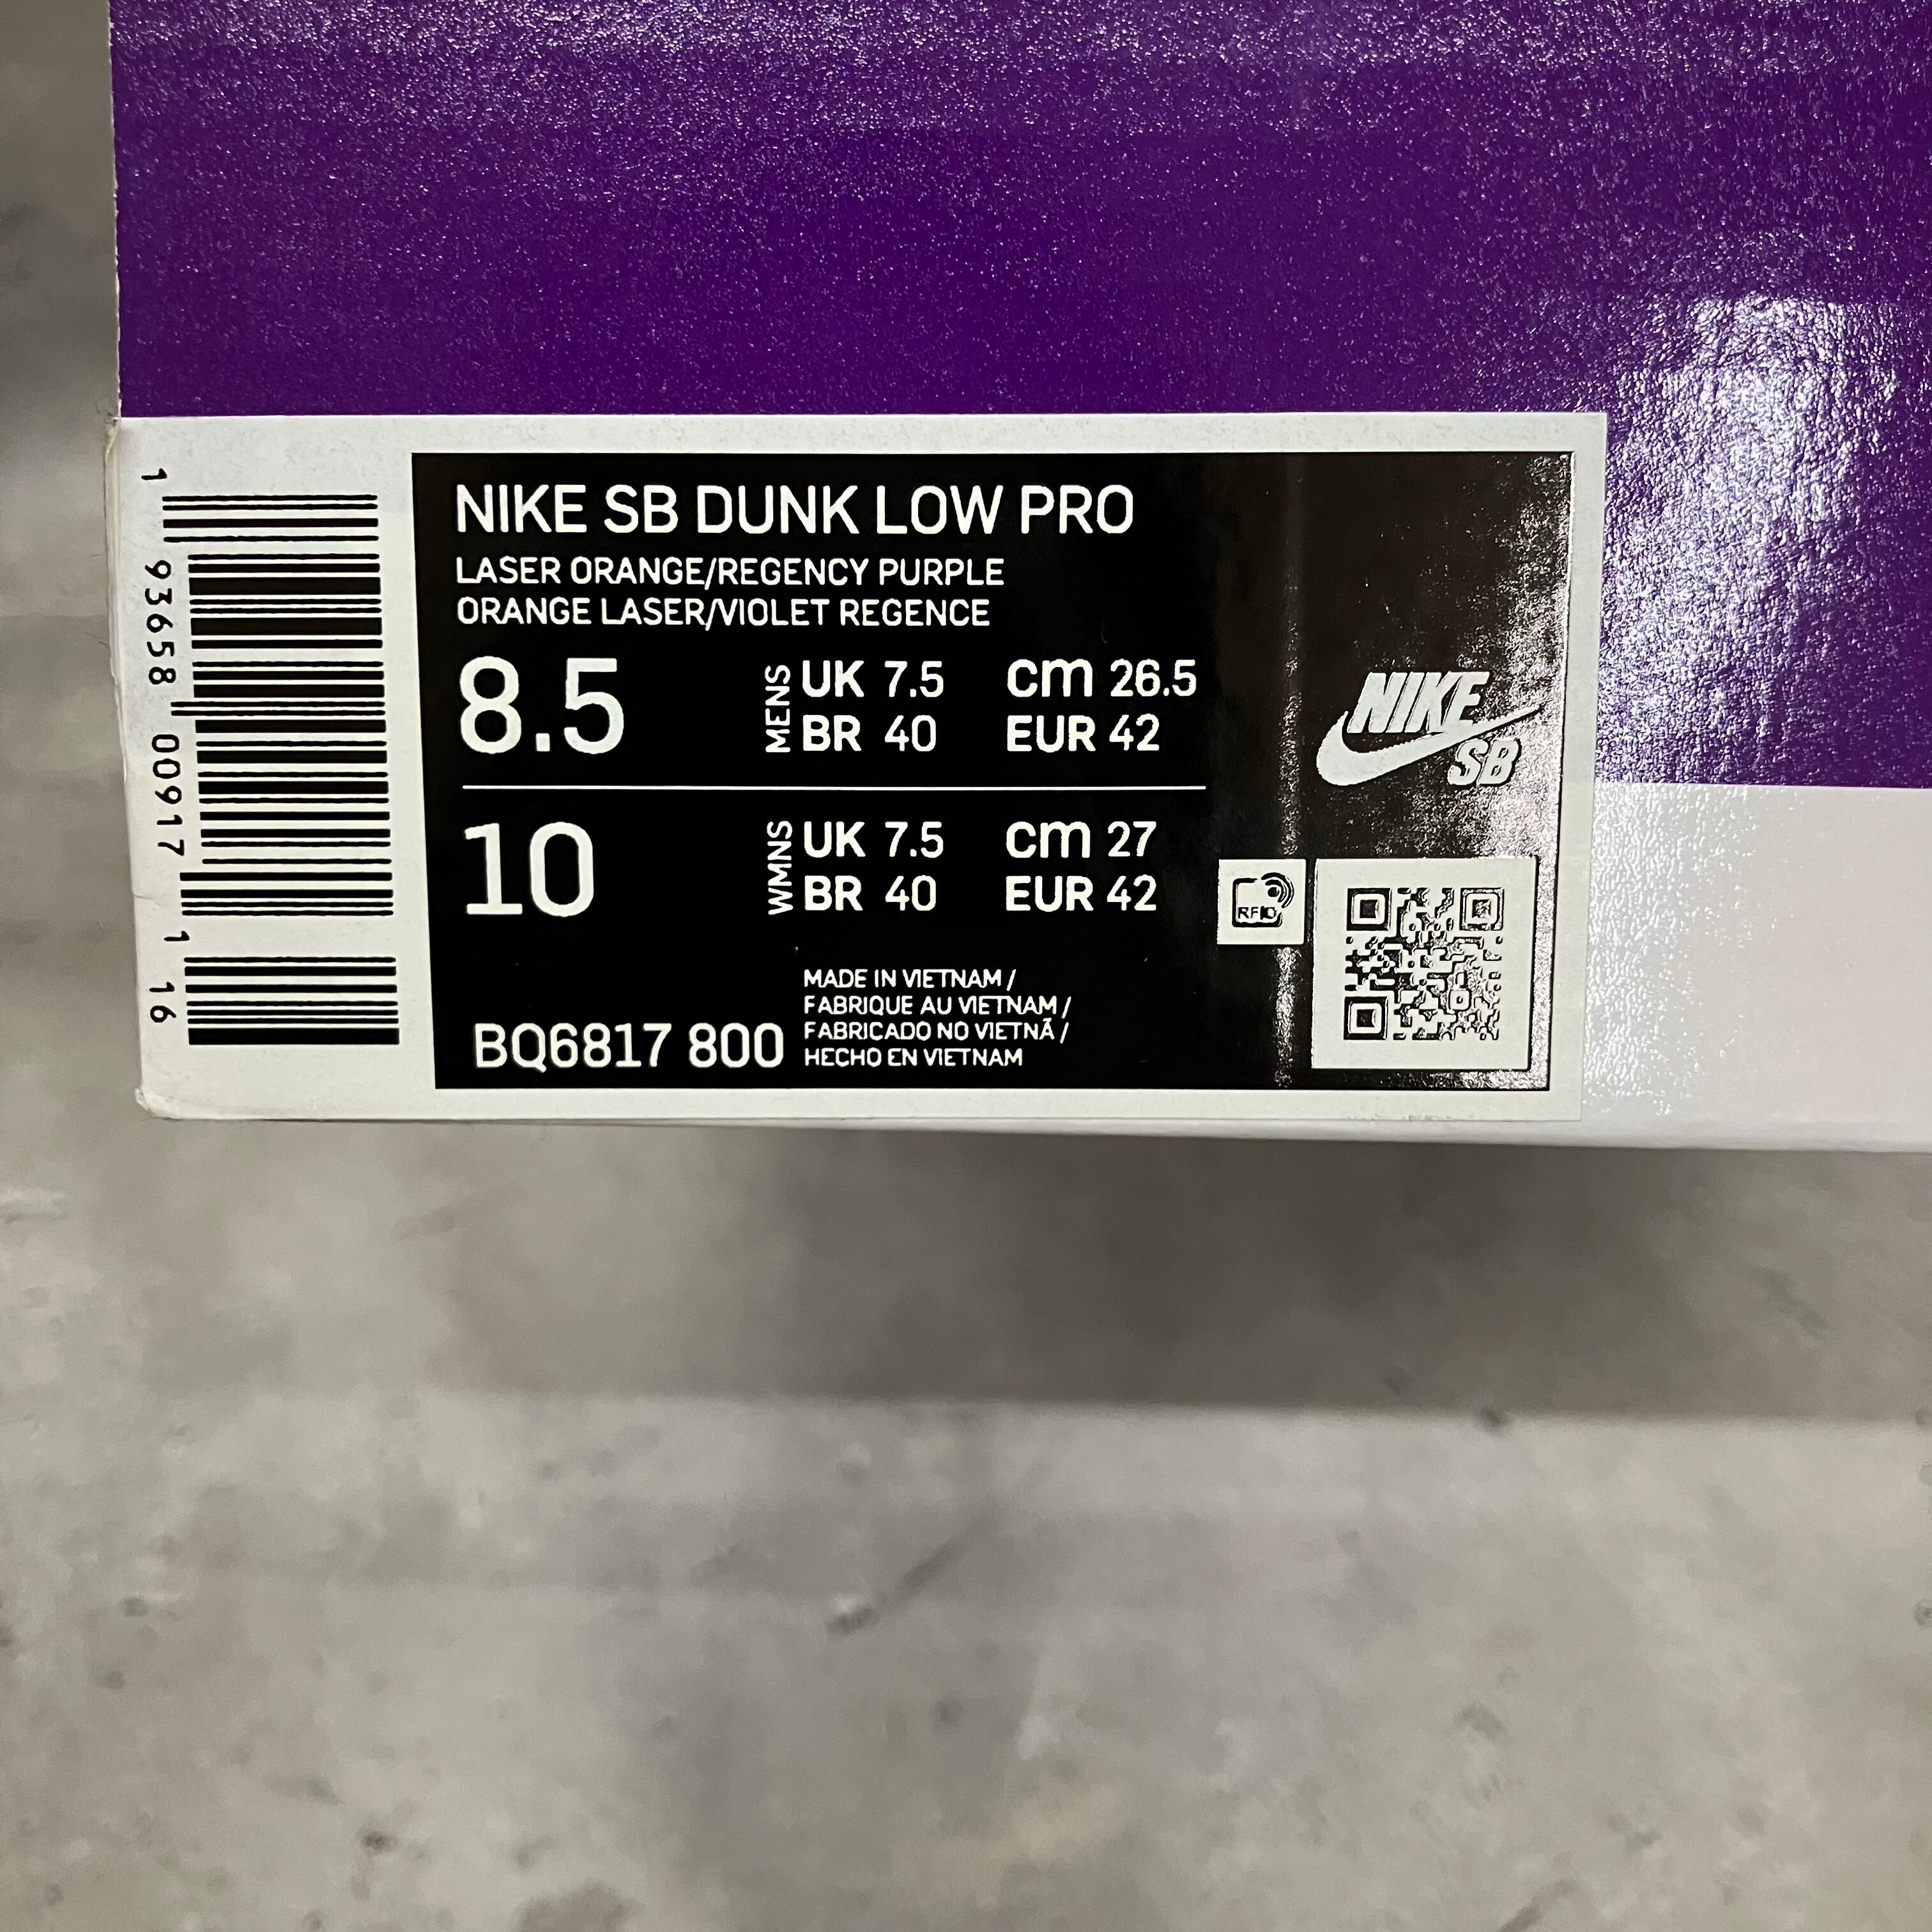 NIKE SB DUNK LOW PRO
LASER ORANGE/REGENCY PURPLE
ORANGE LASER/VIOLET REGENCE
8.5
MENS
UK 7.5 cm 26.5
BR 40 EUR 42
10
WMNS
UK 7.5 cm 27
BR 40 EUR 42
BQ6817 800
MADE IN VIETNAM /
FABRIQUE AU VIETNAM /
FABRICADO NO VIETNÃ /
HECHO EN VIETNAM
NIKE
SB
RFID
1 93658 00917 1 16